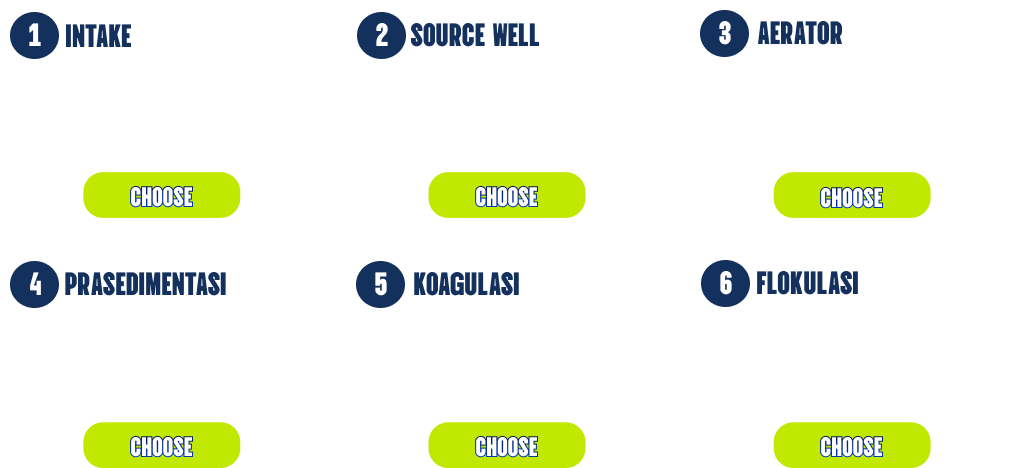 1 INTAKE
2 SOURCE WELL
3 AERATOR
CHOOSE
CHOOSE
CHOOSE
4 PRASEDIMENTASI
5 KOAGULASI
6 FLOKULASI
CHOOSE
CHOOSE
CHOOSE